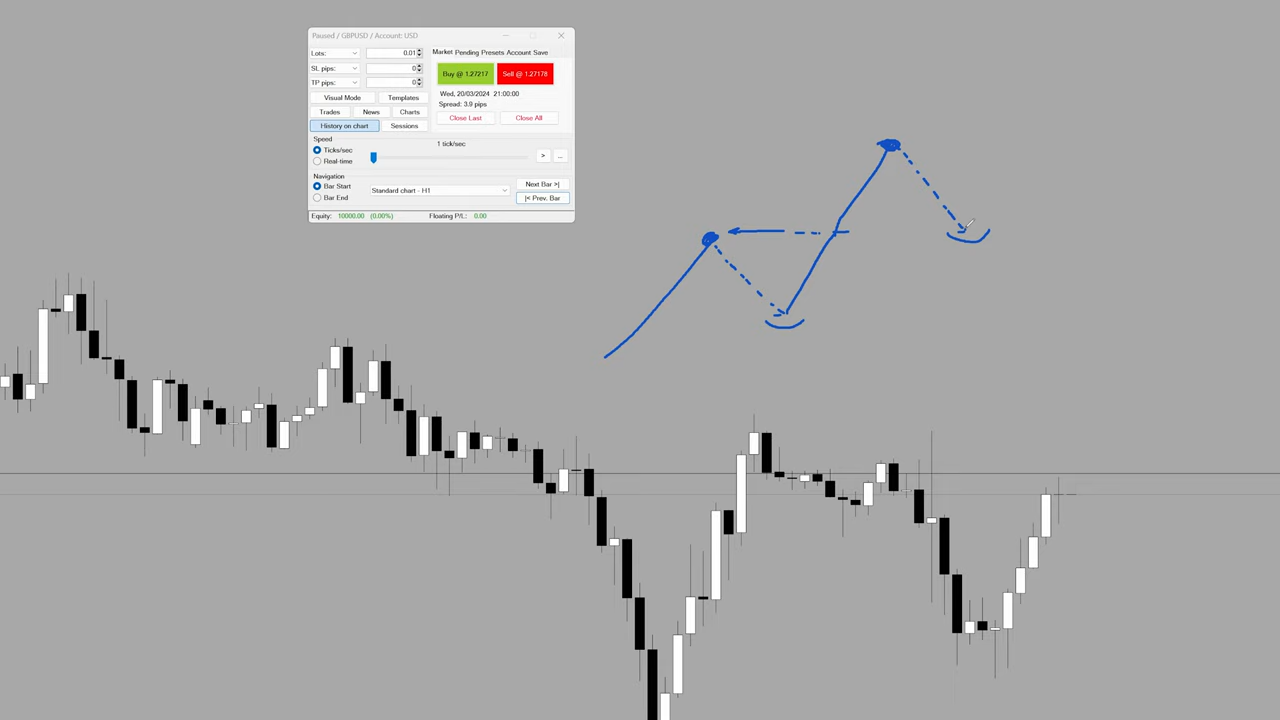 Paused / GBPUSD / Account: USD
Lots: 0.01
Market Pending Presets Account Save
SL pips: 0
Buy @ 1.27217 Sell @ 1.27178
TP pips: 0
Visual Mode Templates
Wed, 20/03/2024 21:00:00
Spread: 3.9 pips
Trades News Charts
Close Last Close All
History on chart Sessions
Speed
1 tick/sec
Ticks/sec
Real-time
> ...
Navigation
Bar Start
Standard chart - H1
Next Bar >|
Bar End
|< Prev. Bar
Equity: 10000.00 (0.00%) Floating P/L: 0.00